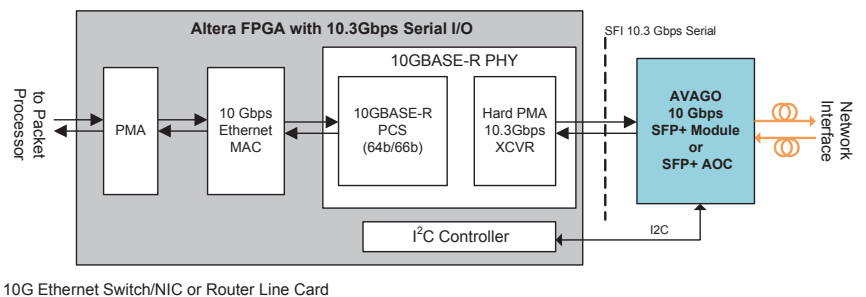 Altera FPGA with 10.3Gbps Serial I/O
SFI 10.3 Gbps Serial
10GBASE-R PHY
to Packet
Processor
PMA
10 Gbps
Ethernet
MAC
10GBASE-R
PCS
(64b/66b)
Hard PMA
10.3Gbps
XCVR
AVAGO
10 Gbps
SFP+ Module
or
SFP+ AOC
Network
Interface
I²C Controller
I2C
10G Ethernet Switch/NIC or Router Line Card